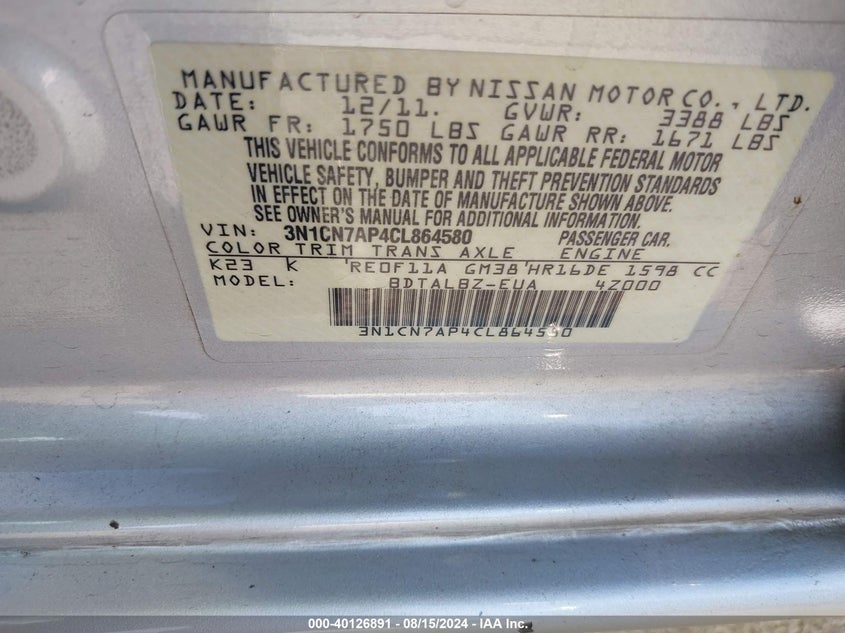 MANUFACTURED BY NISSAN MOTOR CO., LTD.
DATE: 12/11. GVWR: 3388 LBS
GAWR FR: 1750 LBS GAWR RR: 1671 LBS
THIS VEHICLE CONFORMS TO ALL APPLICABLE FEDERAL MOTOR
VEHICLE SAFETY, BUMPER AND THEFT PREVENTION STANDARDS
IN EFFECT ON THE DATE OF MANUFACTURE SHOWN ABOVE.
SEE OWNER'S MANUAL FOR ADDITIONAL INFORMATION.
VIN: 3N1CN7AP4CL864580 PASSENGER CAR.
COLOR TRIM TRANS AXLE ENGINE
K23 K RE0F11A GM38 HR16DE 1598 CC
MODEL: BDTALBZ-EUA 4Z000
3N1CN7AP4CL864580
000-40126891 - 08/15/2024 - IAA Inc.